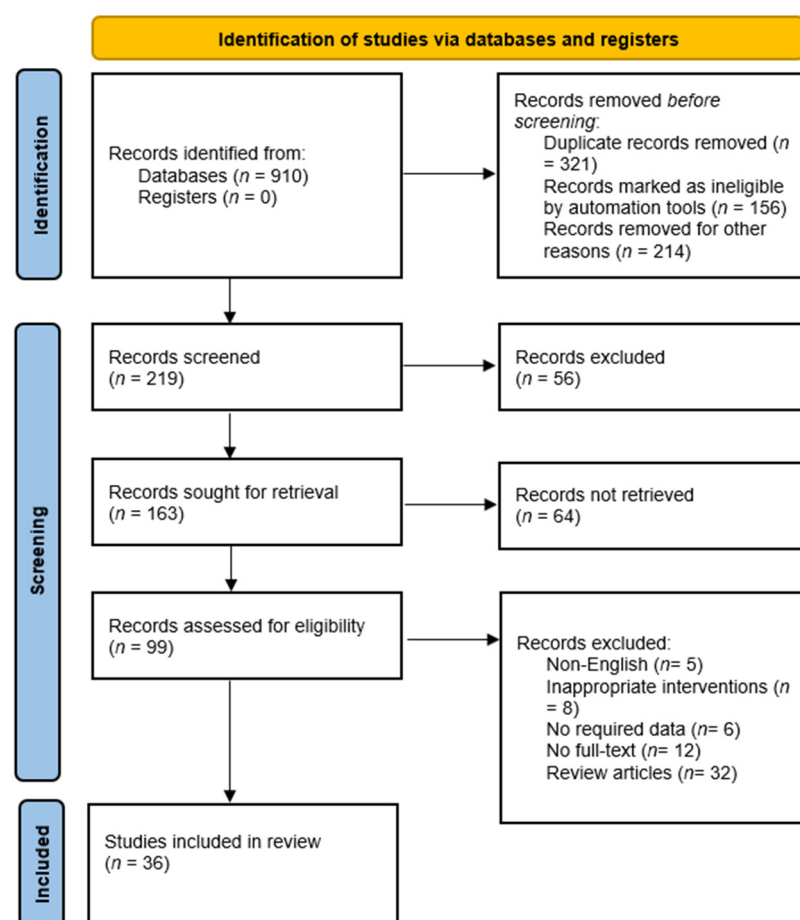 Identification of studies via databases and registers
Identification
Records identified from:
Databases (n = 910)
Registers (n = 0)
Records removed before
screening:
Duplicate records removed (n
= 321)
Records marked as ineligible
by automation tools (n = 156)
Records removed for other
reasons (n = 214)
Screening
Records screened
(n = 219)
Records excluded
(n = 56)
Records sought for retrieval
(n = 163)
Records not retrieved
(n = 64)
Records assessed for eligibility
(n = 99)
Records excluded:
Non-English (n= 5)
Inappropriate interventions (n
= 8)
No required data (n= 6)
No full-text (n= 12)
Review articles (n= 32)
Included
Studies included in review
(n = 36)